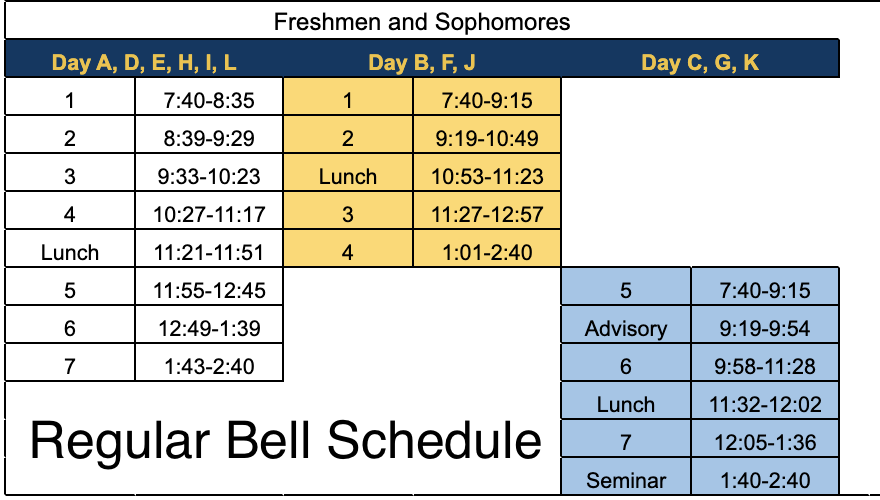 Freshmen and Sophomores
Day A, D, E, H, I, L Day B, F, J Day C, G, K
1 7:40-8:35 1 7:40-9:15
2 8:39-9:29 2 9:19-10:49
3 9:33-10:23 Lunch 10:53-11:23
4 10:27-11:17 3 11:27-12:57
Lunch 11:21-11:51 4 1:01-2:40
5 11:55-12:45 5 7:40-9:15
6 12:49-1:39 Advisory 9:19-9:54
7 1:43-2:40 6 9:58-11:28
Lunch 11:32-12:02
Regular Bell Schedule 7 12:05-1:36
Seminar 1:40-2:40